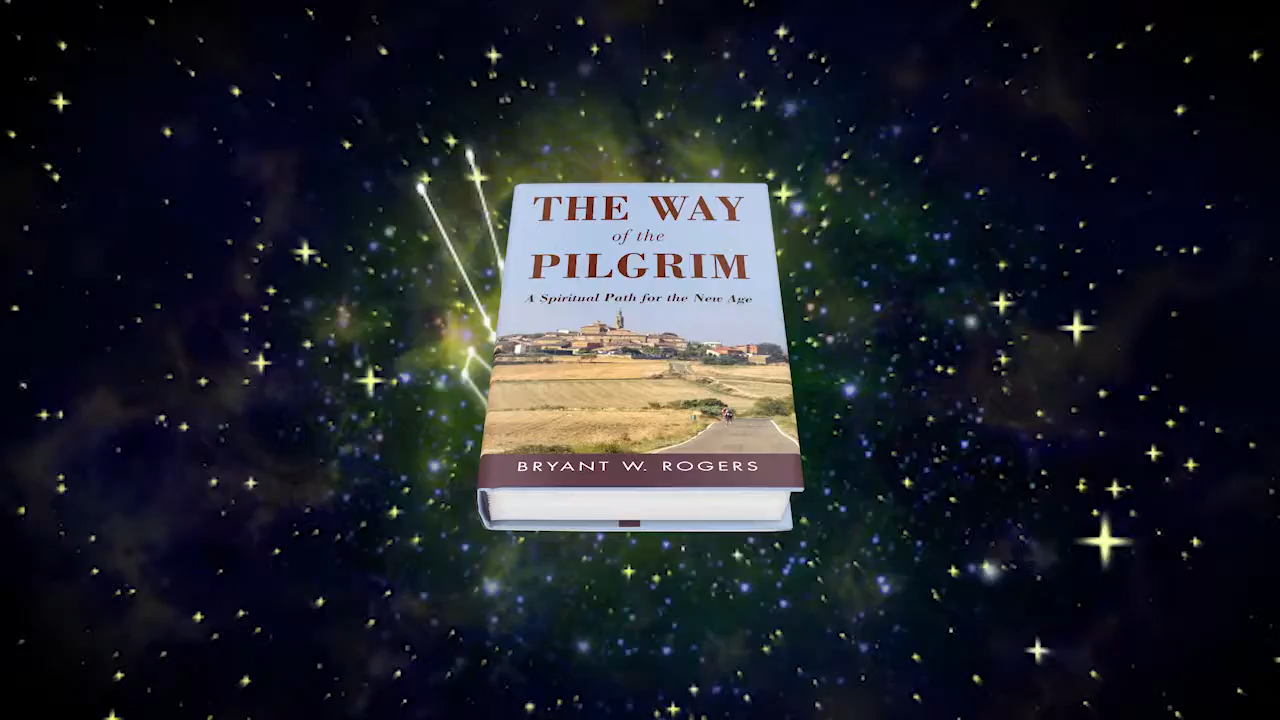 THE WAY
of the
PILGRIM
A Spiritual Path for the New Age
BRYANT W. ROGERS